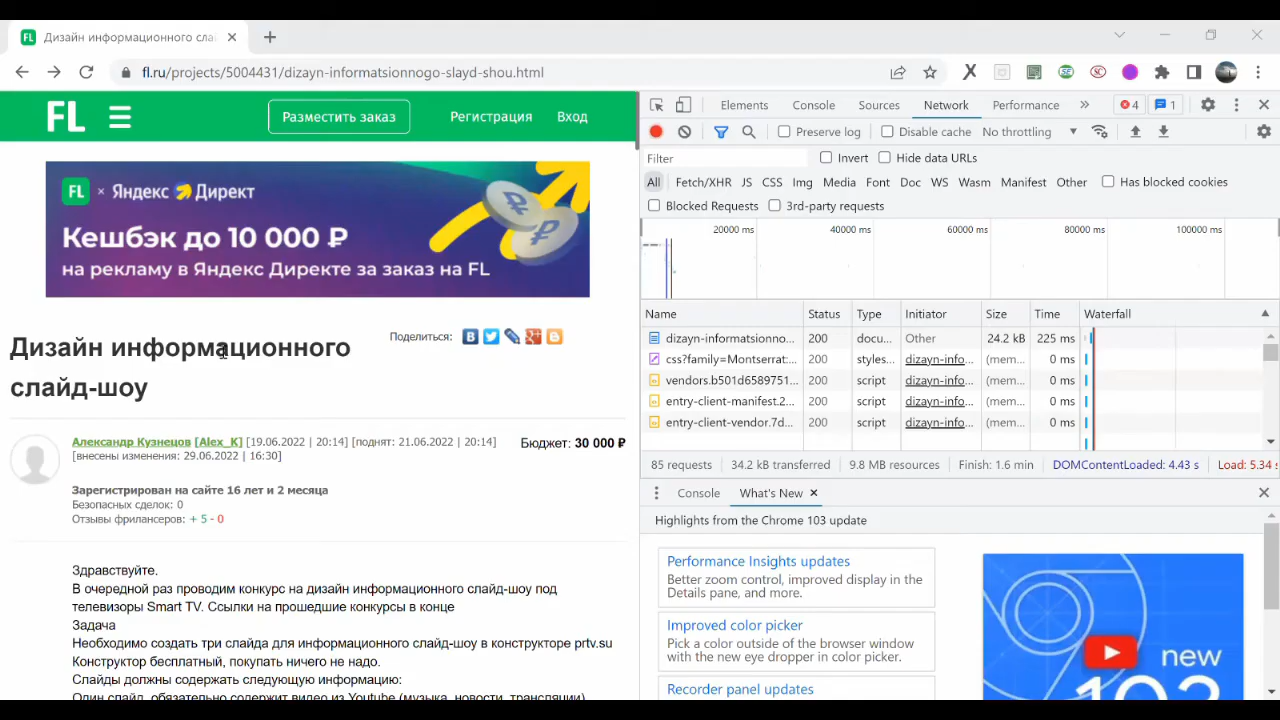 FL Дизайн информационного сла
fl.ru/projects/5004431/dizayn-informatsionnogo-slayd-shou.html
FL Разместить заказ Регистрация Вход
FL × Яндекс Директ
Кешбэк до 10 000 ₽
на рекламу в Яндекс Директе за заказ на FL
Поделиться:
Дизайн информационного
слайд-шоу
Александр Кузнецов [Alex_K] [19.06.2022 | 20:14] [поднят: 21.06.2022 | 20:14] Бюджет: 30 000 ₽
[внесены изменения: 29.06.2022 | 16:30]
Зарегистрирован на сайте 16 лет и 2 месяца
Безопасных сделок: 0
Отзывы фрилансеров: + 5 - 0
Здравствуйте.
В очередной раз проводим конкурс на дизайн информационного слайд-шоу под
телевизоры Smart TV. Ссылки на прошедшие конкурсы в конце
Задача
Необходимо создать три слайда для информационного слайд-шоу в конструкторе prtv.su
Конструктор бесплатный, покупать ничего не надо.
Слайды должны содержать следующую информацию:
Один слайд, обязательно содержит видео из Youtube (музыка, новости, трансляции)
Elements Console Sources Network Performance » 4 1
Preserve log Disable cache No throttling
Filter Invert Hide data URLs
All Fetch/XHR JS CSS Img Media Font Doc WS Wasm Manifest Other Has blocked cookies
Blocked Requests 3rd-party requests
20000 ms 40000 ms 60000 ms 80000 ms 100000 ms
Name Status Type Initiator Size Time Waterfall
dizayn-informatsionno... 200 docu... Other 24.2 kB 225 ms
css?family=Montserrat:... 200 styles... dizayn-info... (mem... 0 ms
vendors.b501d6589751... 200 script dizayn-info... (mem... 0 ms
entry-client-manifest.2... 200 script dizayn-info... (mem... 0 ms
entry-client-vendor.7d... 200 script dizayn-info... (mem... 0 ms
85 requests 34.2 kB transferred 9.8 MB resources Finish: 1.6 min DOMContentLoaded: 4.43 s Load: 5.34 s
Console What's New
Highlights from the Chrome 103 update
Performance Insights updates
Better zoom control, improved display in the
Details pane, and more.
Improved color picker
Pick a color outside of the browser window
with the new eye dropper in color picker.
Recorder panel updates
new
103